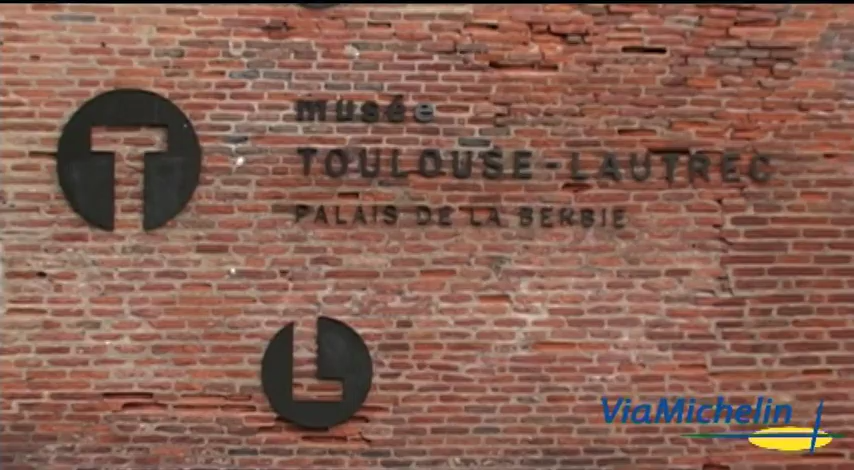 T
musée
TOULOUSE-LAUTREC
PALAIS DE LA BERBIE
L
ViaMichelin